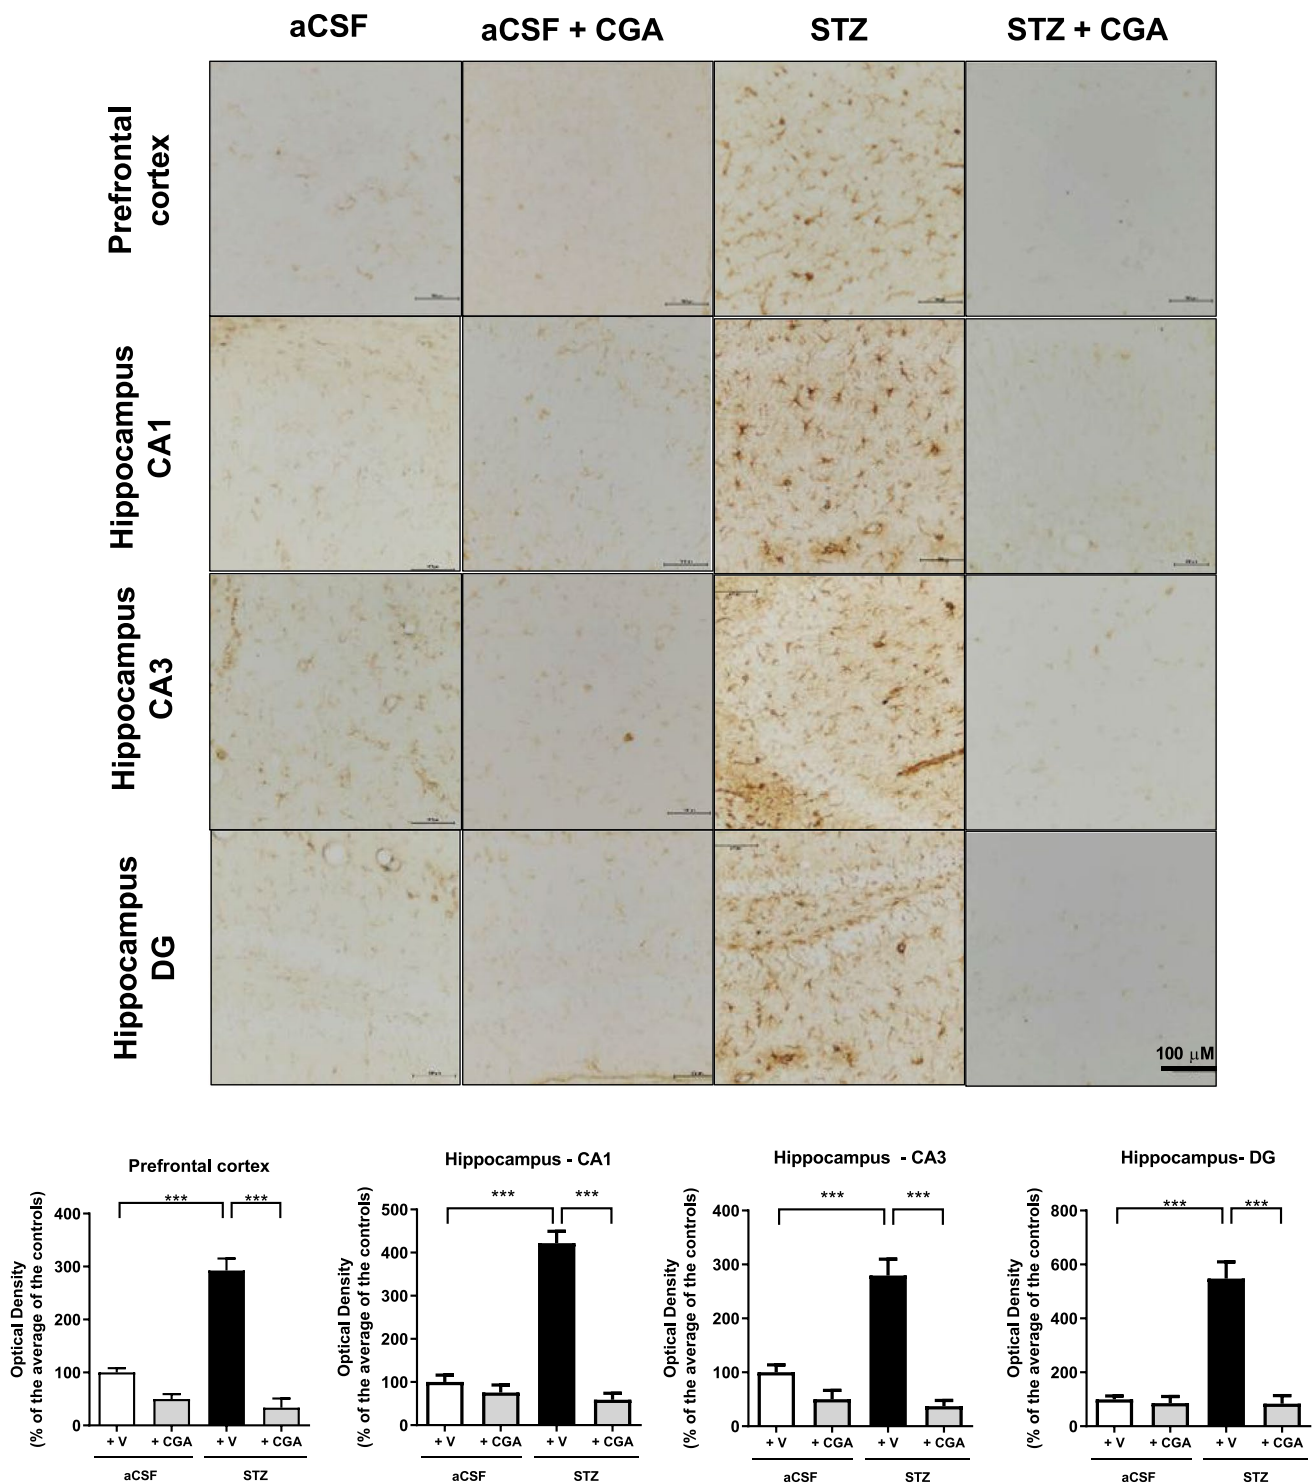 aCSF aCSF + CGA STZ STZ + CGA
Prefrontal
cortex
Hippocampus
CA1
Hippocampus
CA3
Hippocampus
DG
100 µM
Prefrontal cortex
Optical Density
(% of the average of the controls)
400
300
200
100
0
***
***
+ V + CGA + V + CGA
aCSF STZ
Hippocampus - CA1
Optical Density
(% of the average of the controls)
500
400
300
200
100
0
***
***
+ V + CGA + V + CGA
aCSF STZ
Hippocampus - CA3
Optical Density
(% of the average of the controls)
400
300
200
100
0
***
***
+ V + CGA + V + CGA
aCSF STZ
Hippocampus- DG
Optical Density
(% of the average of the controls)
800
600
400
200
0
***
***
+ V + CGA + V + CGA
aCSF STZ